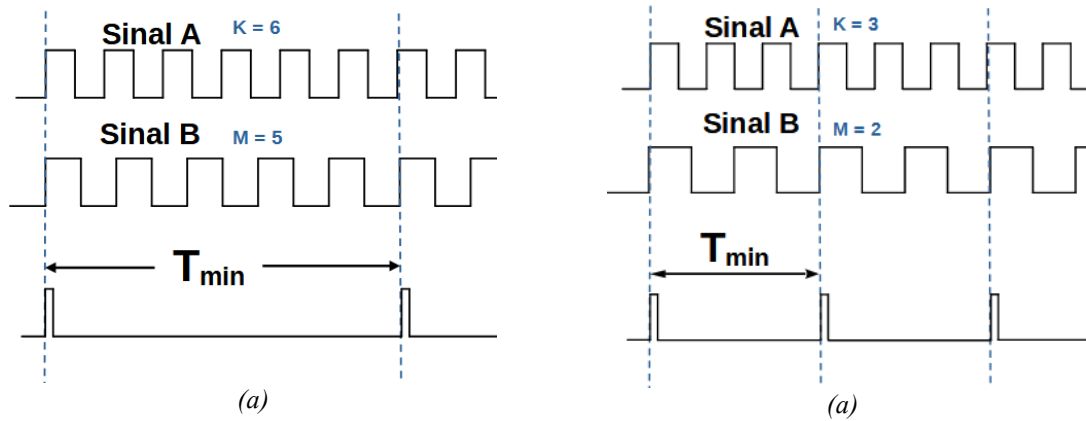 Sinal A K = 6
Sinal B M = 5
Tmin
(a)
Sinal A K = 3
Sinal B M = 2
Tmin
(a)